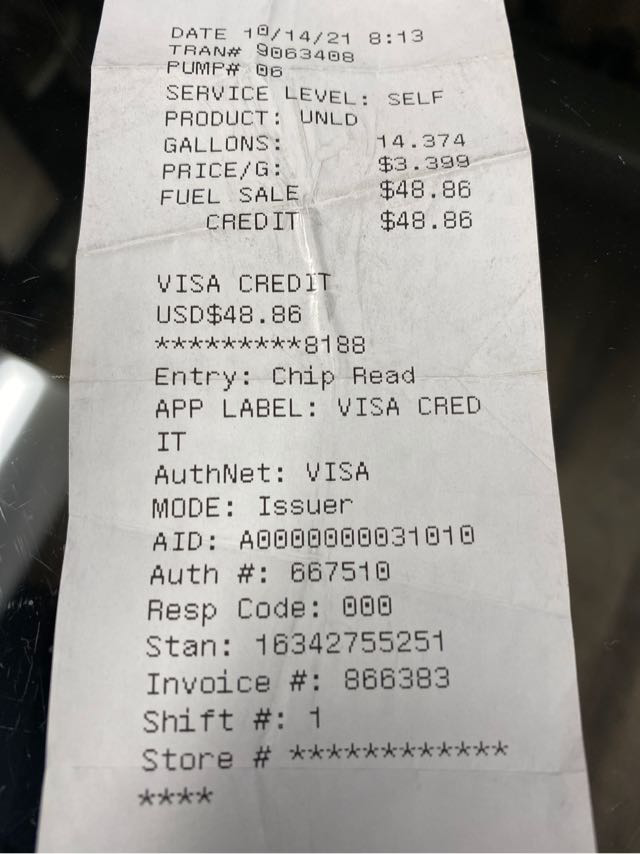 DATE 10/14/21 8:13
TRAN# 9063408
PUMP# 06
SERVICE LEVEL: SELF
PRODUCT: UNLD
GALLONS: 14.374
PRICE/G: $3.399
FUEL SALE $48.86
CREDIT $48.86
VISA CREDIT
USD$48.86
*********8188
Entry: Chip Read
APP LABEL: VISA CRED
IT
AuthNet: VISA
MODE: Issuer
AID: A0000000031010
Auth #: 667510
Resp Code: 000
Stan: 16342755251
Invoice #: 866383
Shift #: 1
Store # ************
****